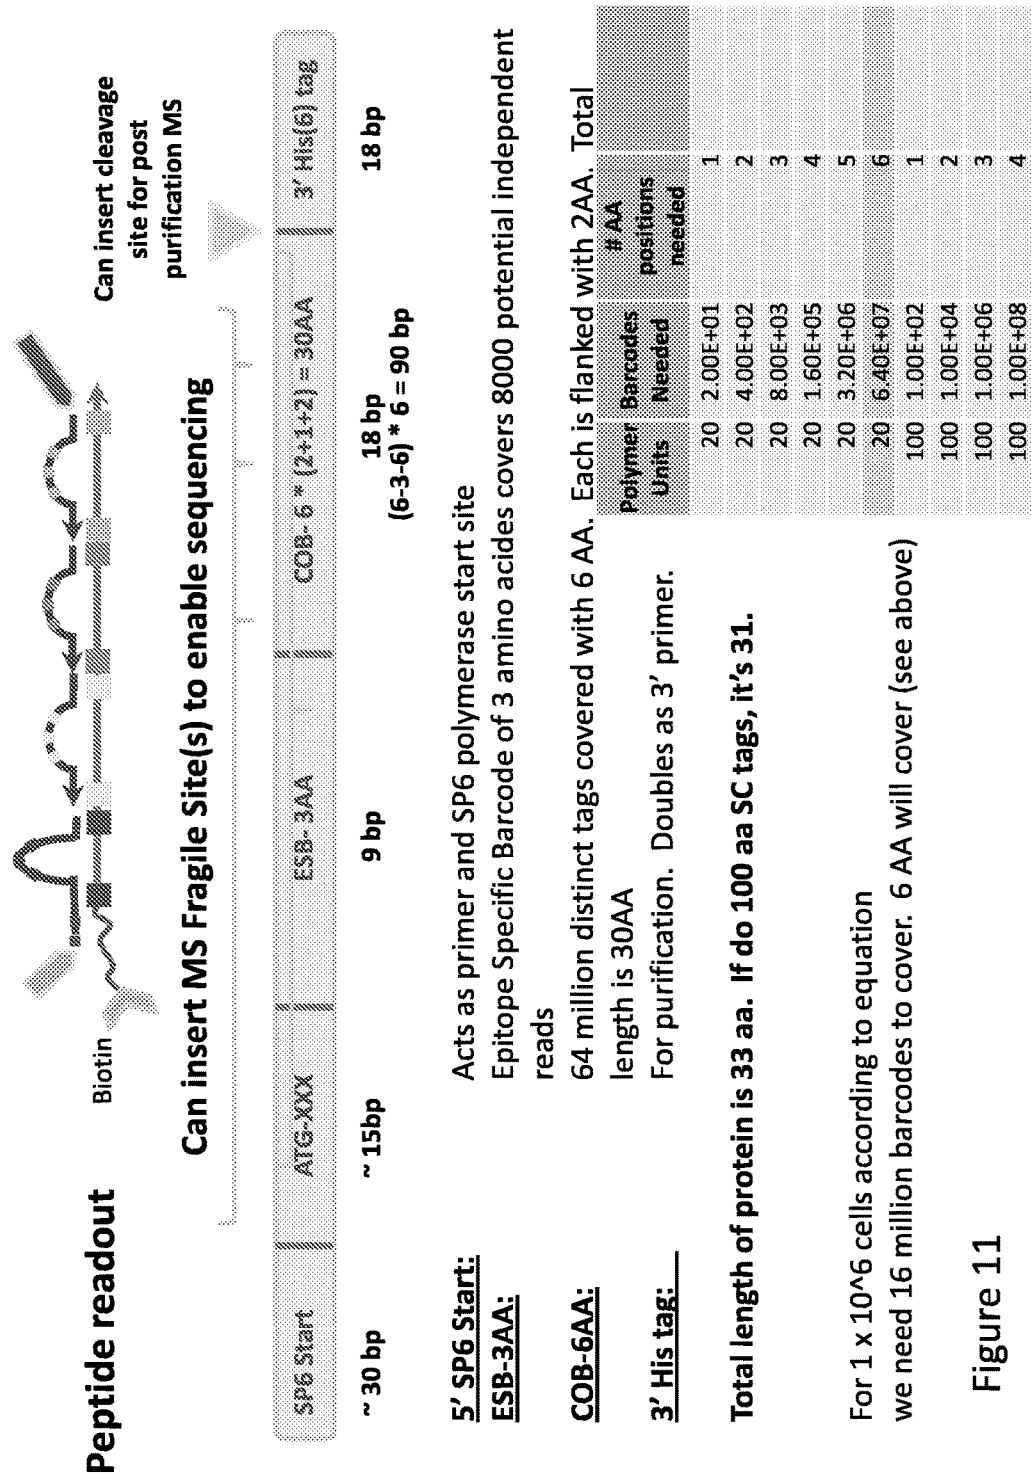 Peptide readout
Biotin
Can insert cleavage
site for post
purification MS
Can insert MS Fragile Site(s) to enable sequencing
SP6 Start ATG-XXX ESB- 3AA COB- 6 * (2+1+2) = 30AA 3’ His(6) tag
~ 30 bp ~ 15bp 9 bp 18 bp 18 bp
(6-3-6) * 6 = 90 bp
5’ SP6 Start: Acts as primer and SP6 polymerase start site
ESB-3AA: Epitope Specific Barcode of 3 amino acides covers 8000 potential independent
reads
COB-6AA: 64 million distinct tags covered with 6 AA. Each is flanked with 2AA. Total
length is 30AA
3’ His tag: For purification. Doubles as 3’ primer.
Total length of protein is 33 aa. If do 100 aa SC tags, it’s 31.
For 1 x 10^6 cells according to equation
we need 16 million barcodes to cover. 6 AA will cover (see above)
Polymer Units Barcodes Needed # AA positions needed
20 2.00E+01 1
20 4.00E+02 2
20 8.00E+03 3
20 1.60E+05 4
20 3.20E+06 5
20 6.40E+07 6
100 1.00E+02 1
100 1.00E+04 2
100 1.00E+06 3
100 1.00E+08 4
Figure 11